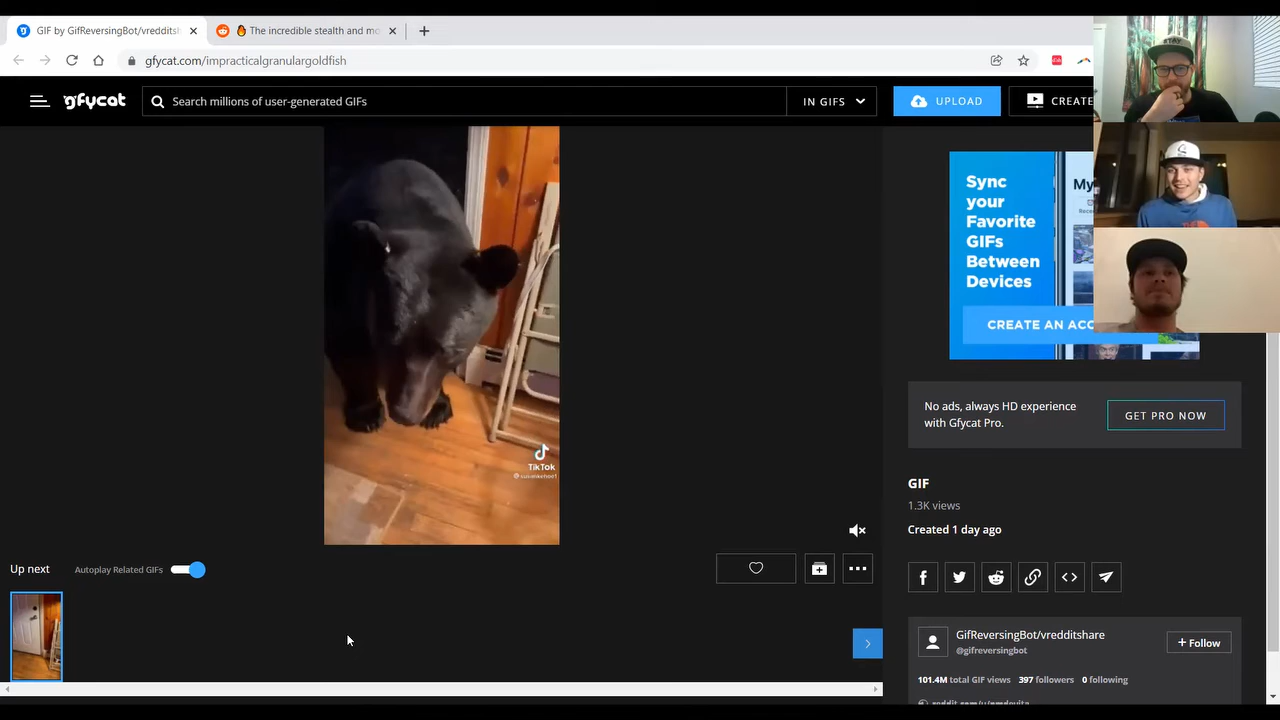 GIF by GifReversingBot/vredditsh
The incredible stealth and mo
gfycat.com/impracticalgranulargoldfish
gfycat
Search millions of user-generated GIFs
IN GIFS
UPLOAD
CREATE
Sync
your
Favorite
GIFs
Between
Devices
My
CREATE AN ACC
No ads, always HD experience
with Gfycat Pro.
GET PRO NOW
TikTok
GIF
1.3K views
Created 1 day ago
Up next
Autoplay Related GIFs
GifReversingBot/vredditshare
@gifreversingbot
+ Follow
101.4M total GIF views 397 followers 0 following